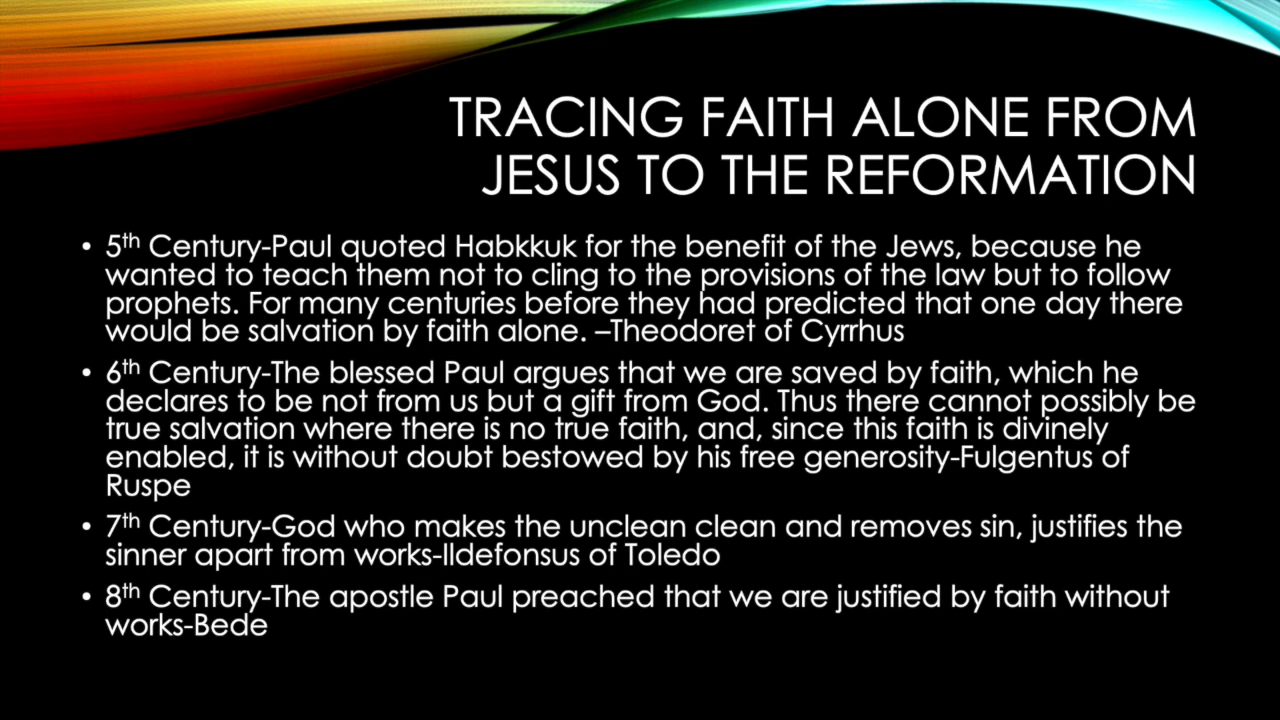 TRACING FAITH ALONE FROM
JESUS TO THE REFORMATION
• 5th Century-Paul quoted Habkkuk for the benefit of the Jews, because he
wanted to teach them not to cling to the provisions of the law but to follow
prophets. For many centuries before they had predicted that one day there
would be salvation by faith alone. –Theodoret of Cyrrhus
• 6th Century-The blessed Paul argues that we are saved by faith, which he
declares to be not from us but a gift from God. Thus there cannot possibly be
true salvation where there is no true faith, and, since this faith is divinely
enabled, it is without doubt bestowed by his free generosity-Fulgentus of
Ruspe
• 7th Century-God who makes the unclean clean and removes sin, justifies the
sinner apart from works-Ildefonsus of Toledo
• 8th Century-The apostle Paul preached that we are justified by faith without
works-Bede